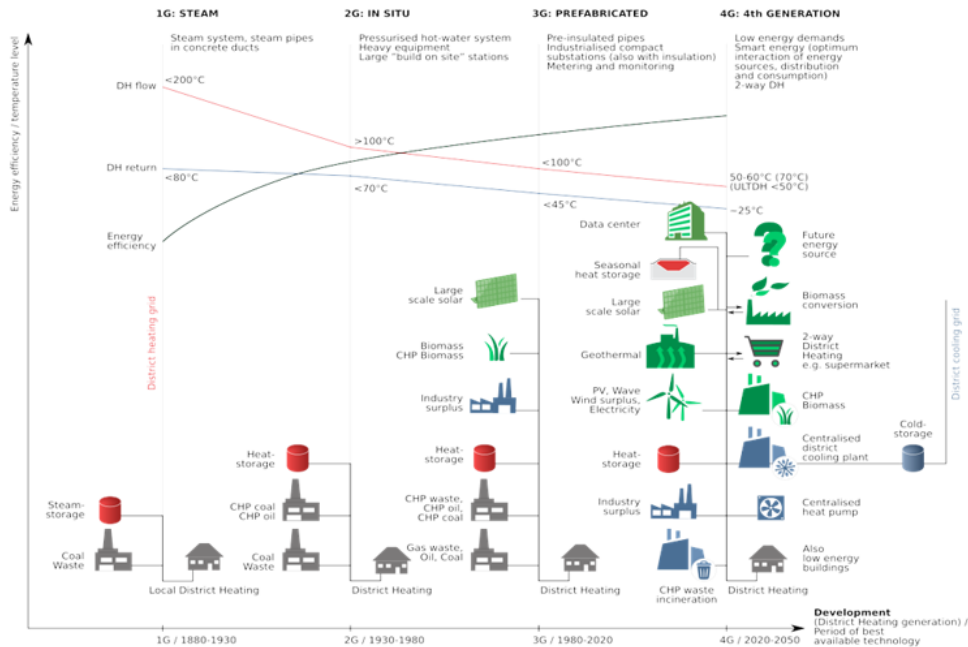 1G: STEAM
Steam system, steam pipes
in concrete ducts
2G: IN SITU
Pressurised hot-water system
Heavy equipment
Large "build on site" stations
3G: PREFABRICATED
Pre-insulated pipes
Industrialised compact
substations (also with insulation)
Metering and monitoring
4G: 4th GENERATION
Low energy demands
Smart energy (optimum
interaction of energy
sources, distribution
and consumption)
2-way DH
Energy efficiency / temperature level
DH flow
<200°C
>100°C
<100°C
50-60°C (70°C)
(ULTDH <50°C)
DH return
<80°C
<70°C
<45°C
~25°C
Energy
efficiency
District heating grid
District cooling grid
Steam-
storage
Coal
Waste
Local District Heating
Heat-
storage
CHP coal
CHP oil
Coal
Waste
District Heating
Large
scale solar
Biomass
CHP Biomass
Industry
surplus
Heat-
storage
CHP waste,
CHP oil,
CHP coal
Gas waste,
Oil, Coal
District Heating
Data center
Seasonal
heat storage
Large
scale solar
Geothermal
PV, Wave
Wind surplus,
Electricity
Heat-
storage
Industry
surplus
CHP waste
incineration
Future
energy
source
Biomass
conversion
2-way
District
Heating
e.g. supermarket
CHP
Biomass
Centralised
district
cooling plant
Cold-
storage
Centralised
heat pump
Also
low energy
buildings
District Heating
1G / 1880-1930
2G / 1930-1980
3G / 1980-2020
4G / 2020-2050
Development
(District Heating generation) /
Period of best
available technology